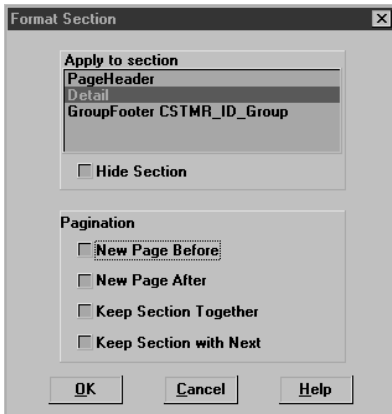 Format Section
Apply to section
PageHeader
Detail
GroupFooter CSTMR_ID_Group
Hide Section
Pagination
New Page Before
New Page After
Keep Section Together
Keep Section with Next
OK Cancel Help